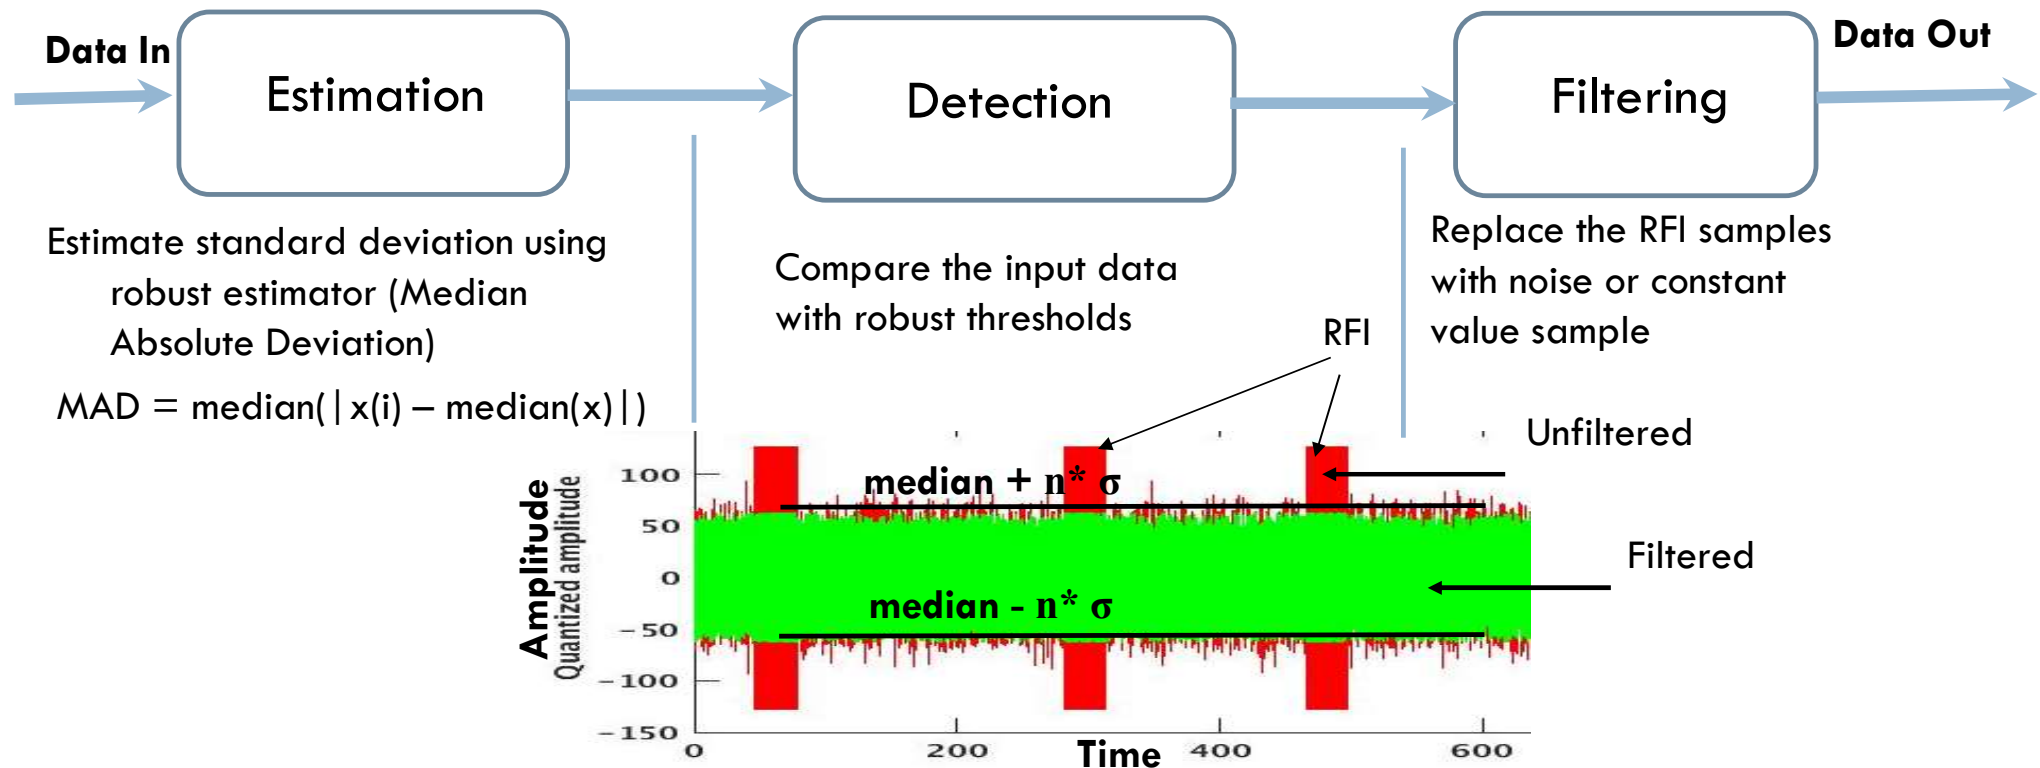 Data In
Estimation
Detection
Filtering
Data Out
Estimate standard deviation using
robust estimator (Median
Absolute Deviation)
MAD = median(|x(i) – median(x)|)
Compare the input data
with robust thresholds
Replace the RFI samples
with noise or constant
value sample
RFI
Unfiltered
Filtered
median + n* σ
median - n* σ
Amplitude
Quantized amplitude
100
50
0
−50
−100
−150
0
200
400
600
Time